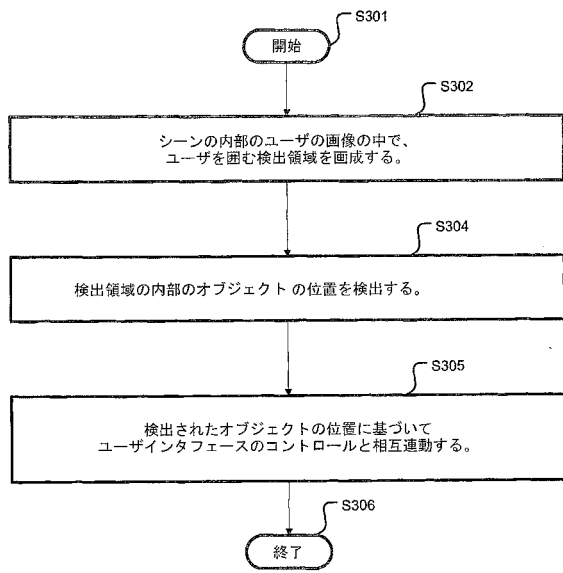 S301
開始
S302
シーンの内部のユーザの画像の中で、
ユーザを囲む検出領域を画成する。
S304
検出領域の内部のオブジェクト の位置を検出する。
S305
検出されたオブジェクトの位置に基づいて
ユーザインタフェースのコントロールと相互連動する。
S306
終了